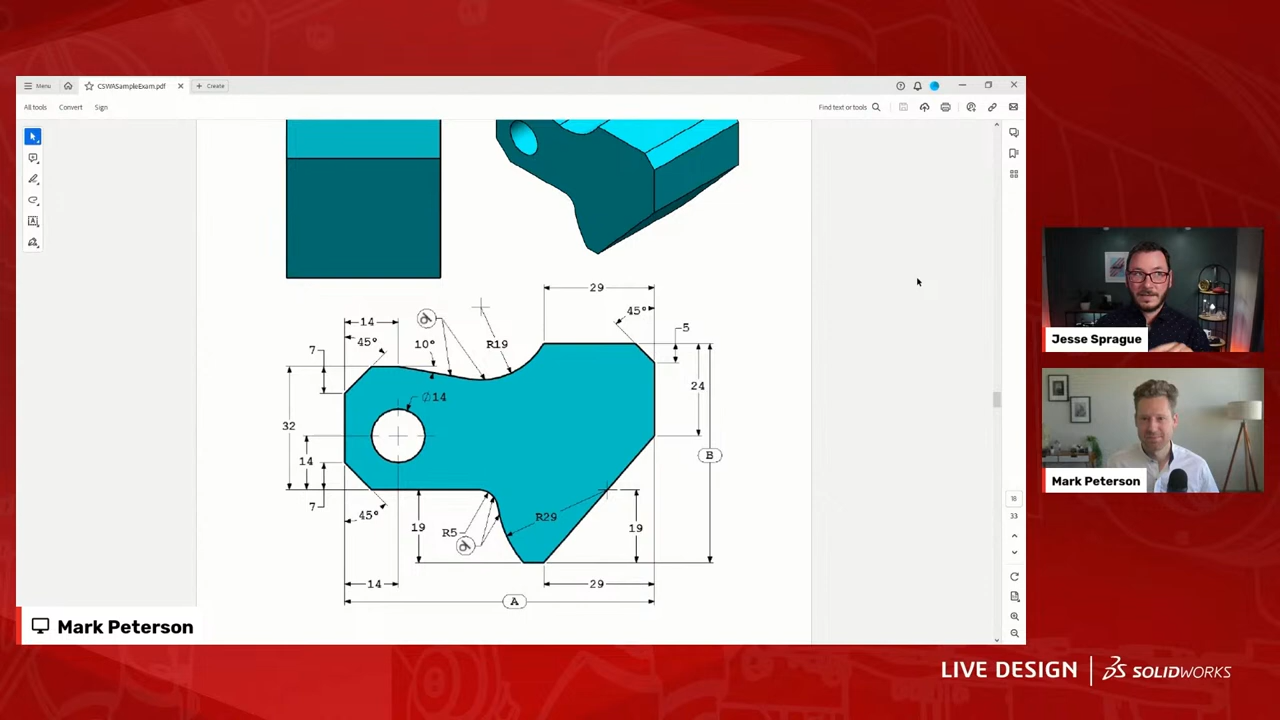 Menu
CSWASampleExam.pdf
Create
All tools
Convert
Sign
Find text or tools
29
45°
5
14
45°
10°
R19
7
24
Ø14
32
B
14
7
45°
19
R5
R29
19
14
29
A
18
33
Jesse Sprague
Mark Peterson
Mark Peterson
LIVE DESIGN
SOLIDWORKS